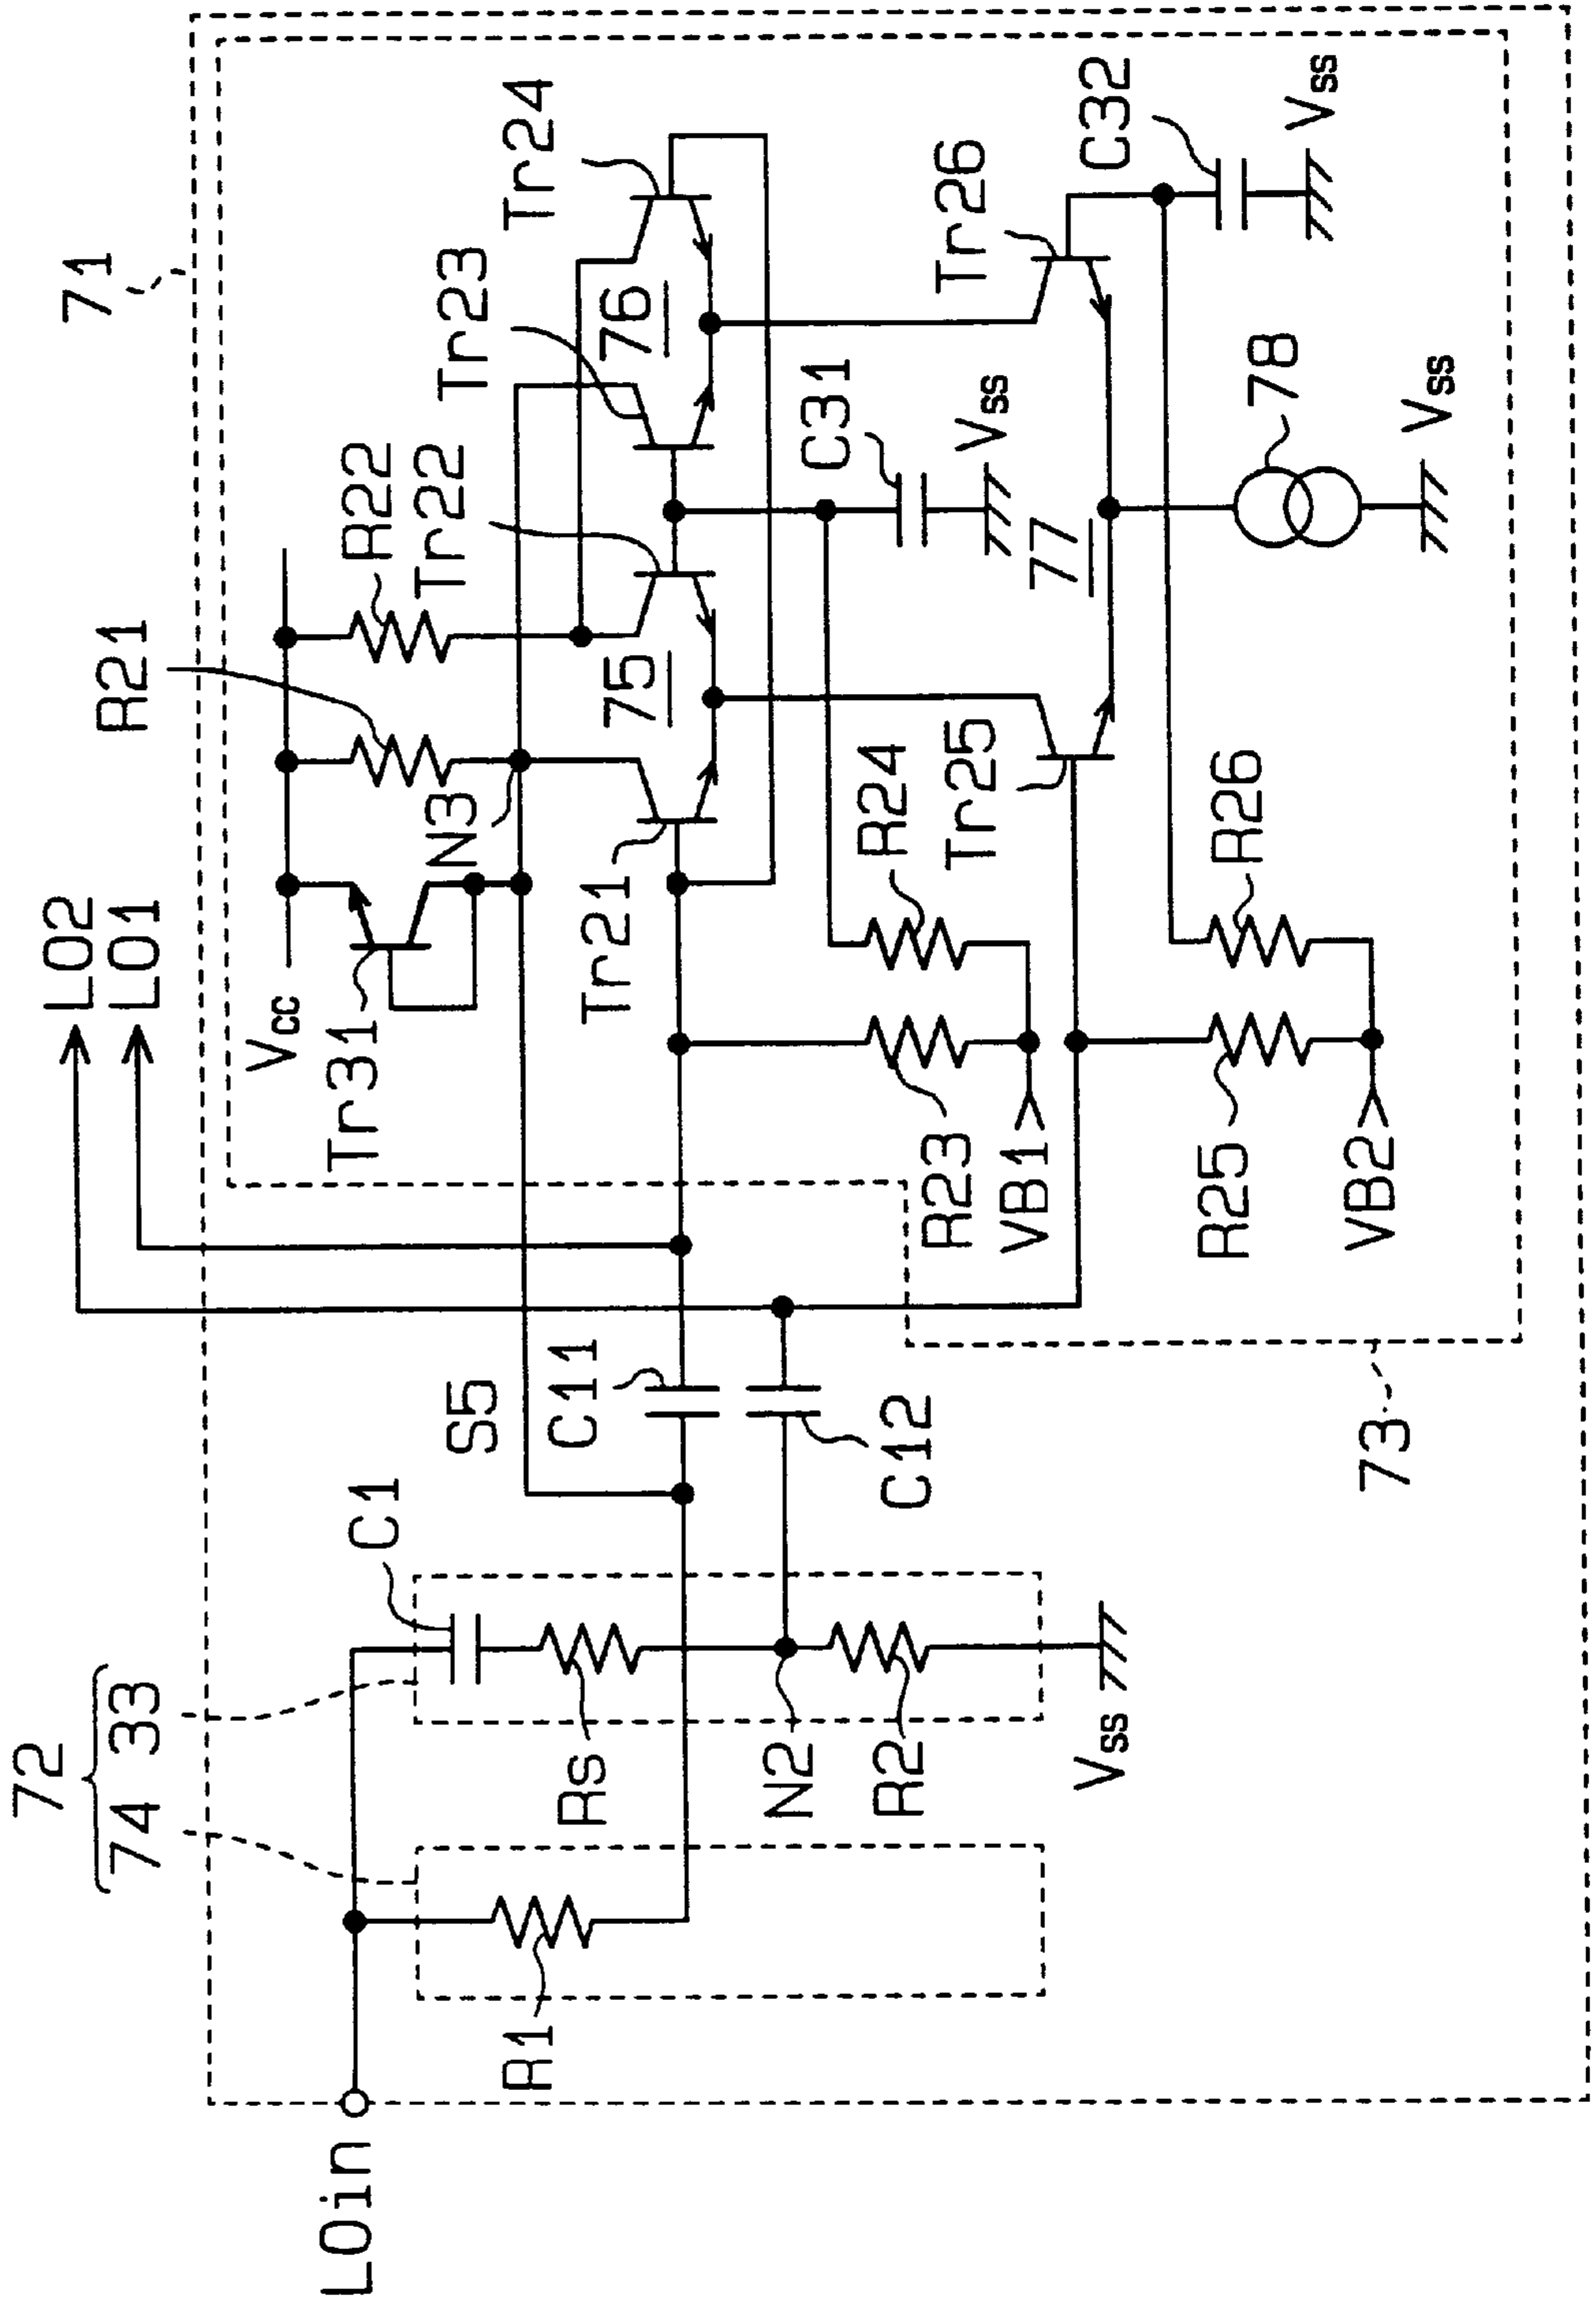 71
LO2
LO1
Vcc
Tr31
R21
R22
Tr22
Tr23
Tr24
N3
75
76
Tr21
C31
Vss
Tr26
C32
Vss
77
78
Vss
R24
Tr25
R26
R23
VB1
R25
VB2
73
S5
C11
C12
C1
72
74 33
Rs
N2
R2
Vss
R1
LOin